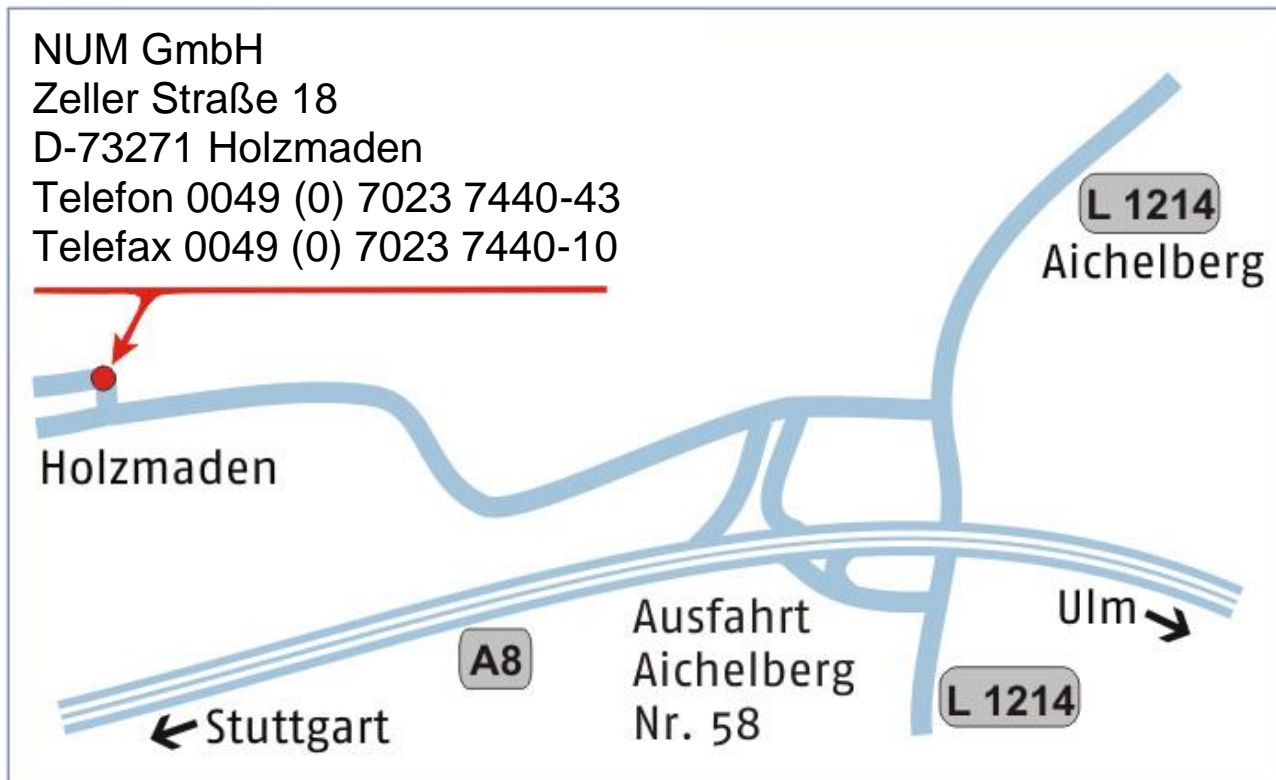 NUM GmbH
Zeller Straße 18
D-73271 Holzmaden
Telefon 0049 (0) 7023 7440-43
Telefax 0049 (0) 7023 7440-10
L 1214
Aichelberg
Holzmaden
Ausfahrt
Aichelberg
Nr. 58
Ulm
A8
L 1214
Stuttgart